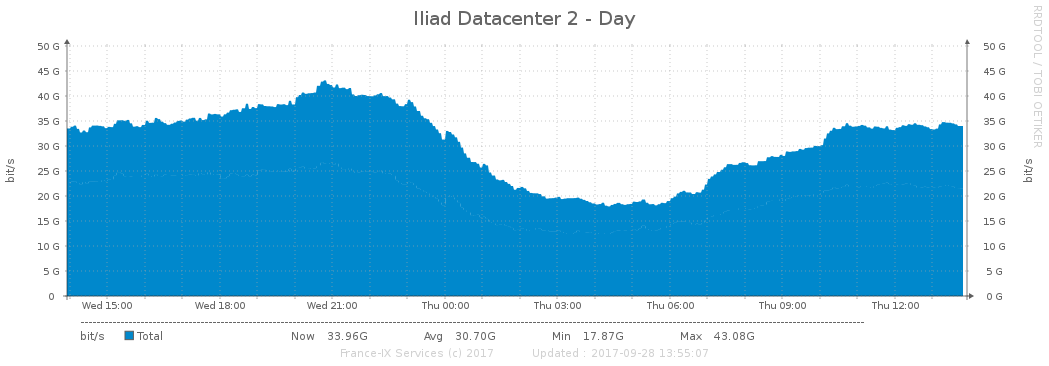 Iliad Datacenter 2 - Day
RRDTOOL / TOBI OETIKER
bit/s
50 G
45 G
40 G
35 G
30 G
25 G
20 G
15 G
10 G
5 G
0
50 G
45 G
40 G
35 G
30 G
25 G
20 G
15 G
10 G
5 G
0 G
bit/s
Wed 15:00 Wed 18:00 Wed 21:00 Thu 00:00 Thu 03:00 Thu 06:00 Thu 09:00 Thu 12:00
bit/s Total Now 33.96G Avg 30.70G Min 17.87G Max 43.08G
France-IX Services (c) 2017 Updated : 2017-09-28 13:55:07